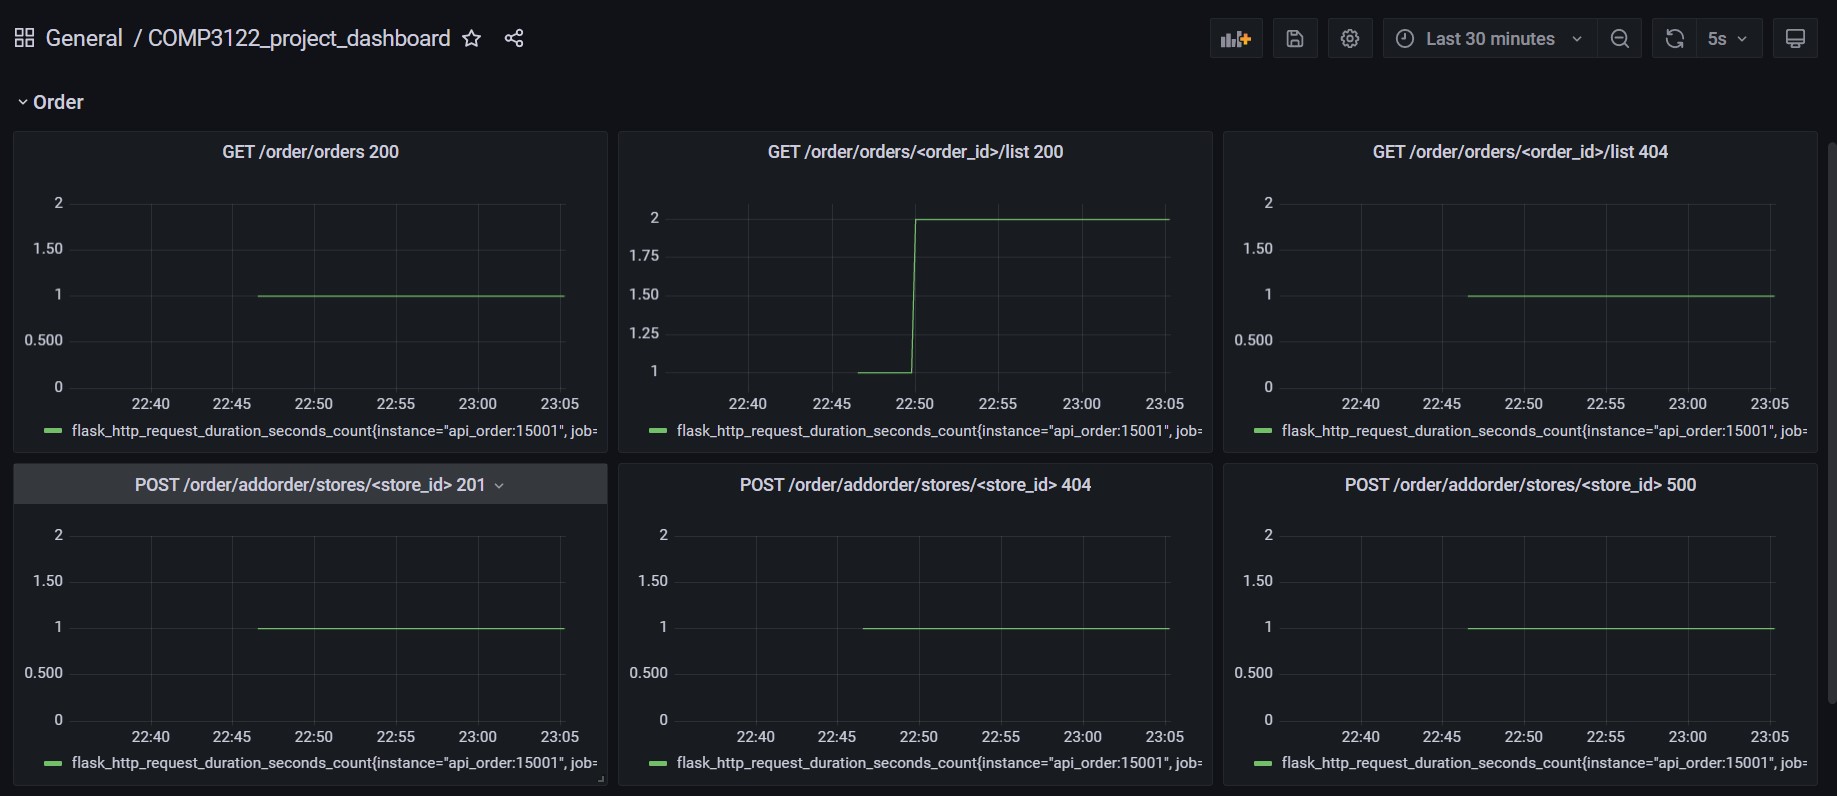 General / COMP3122_project_dashboard
Last 30 minutes
5s
Order
GET /order/orders 200
2
1.50
1
0.500
0
22:40 22:45 22:50 22:55 23:00 23:05
flask_http_request_duration_seconds_count{instance="api_order:15001", job=
GET /order/orders/<order_id>/list 200
2
1.75
1.50
1.25
1
22:40 22:45 22:50 22:55 23:00 23:05
flask_http_request_duration_seconds_count{instance="api_order:15001", job=
GET /order/orders/<order_id>/list 404
2
1.50
1
0.500
0
22:40 22:45 22:50 22:55 23:00 23:05
flask_http_request_duration_seconds_count{instance="api_order:15001", job=
POST /order/addorder/stores/<store_id> 201
2
1.50
1
0.500
0
22:40 22:45 22:50 22:55 23:00 23:05
flask_http_request_duration_seconds_count{instance="api_order:15001", job=
POST /order/addorder/stores/<store_id> 404
2
1.50
1
0.500
0
22:40 22:45 22:50 22:55 23:00 23:05
flask_http_request_duration_seconds_count{instance="api_order:15001", job=
POST /order/addorder/stores/<store_id> 500
2
1.50
1
0.500
0
22:40 22:45 22:50 22:55 23:00 23:05
flask_http_request_duration_seconds_count{instance="api_order:15001", job=